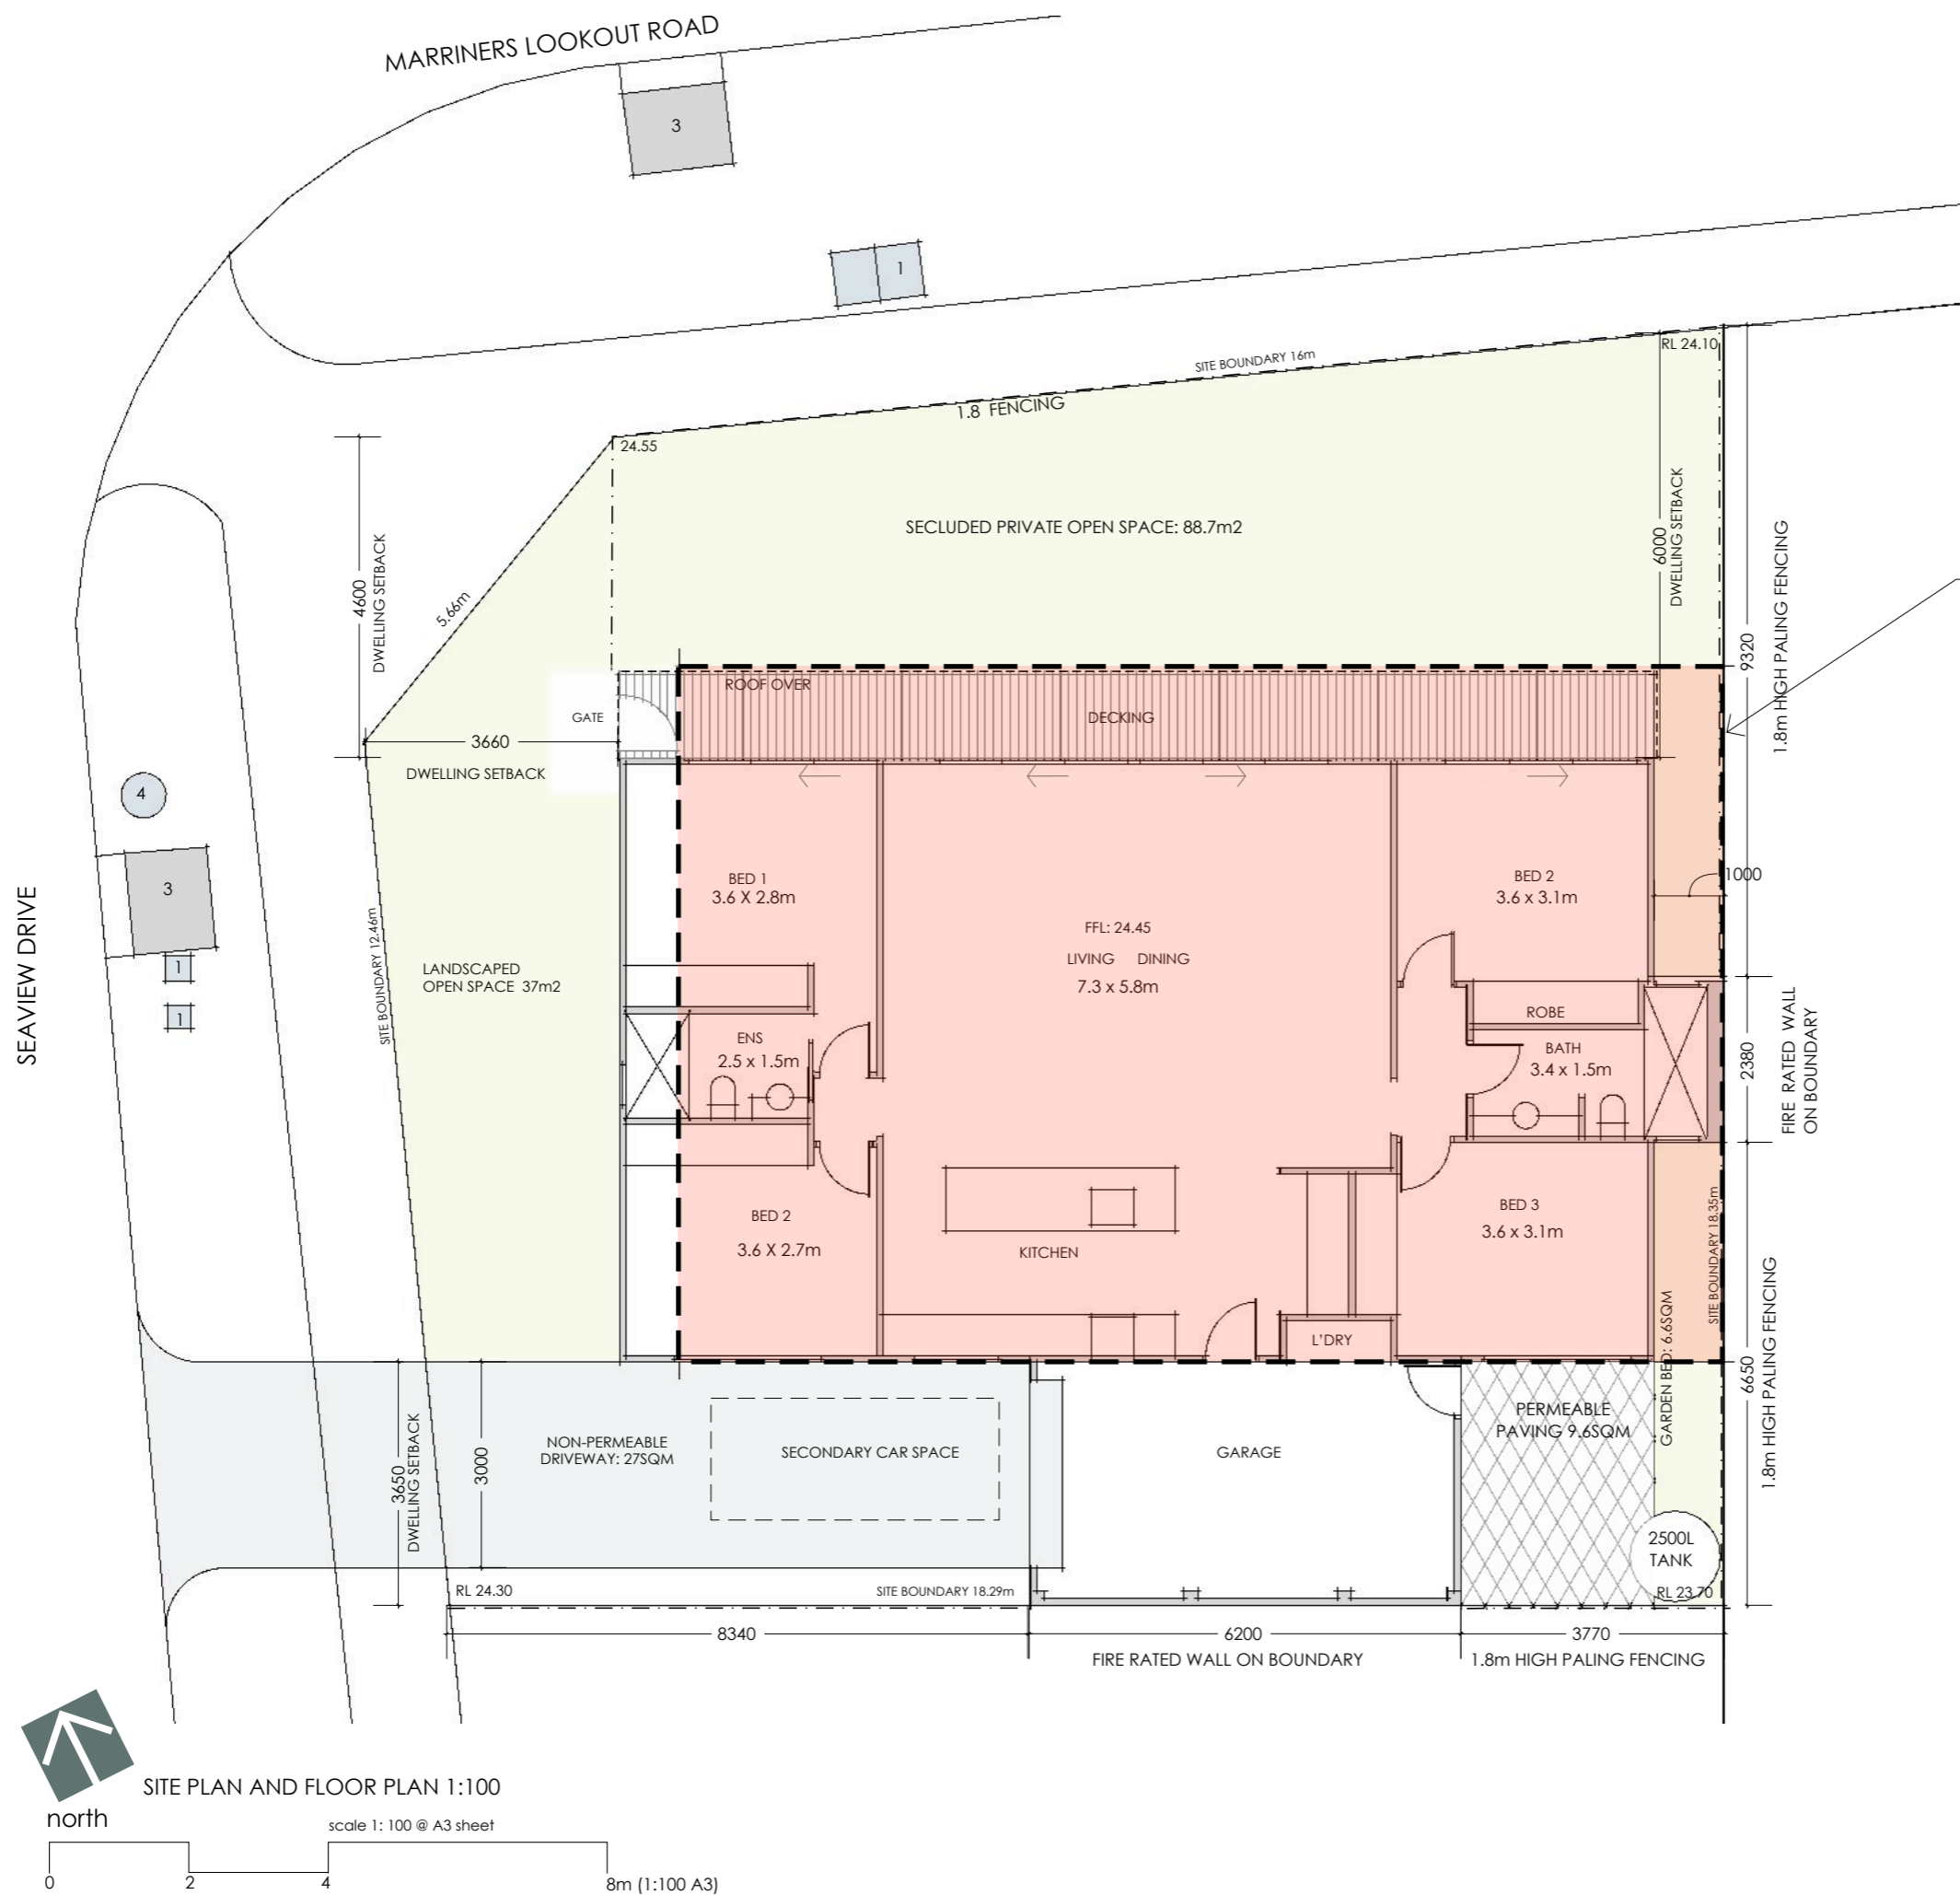 MARRINERS LOOKOUT ROAD
3
1
SITE BOUNDARY 16m
RL 24.10
1.8 FENCING
24.55
SECLUDED PRIVATE OPEN SPACE: 88.7m2
6000
DWELLING SETBACK
4600
DWELLING SETBACK
5.66m
9320
1.8m HIGH PALING FENCING
ROOF OVER
GATE
DECKING
3660
DWELLING SETBACK
4
3
1
1
SEAVIEW DRIVE
SITE BOUNDARY 12.46m
LANDSCAPED
OPEN SPACE 37m2
BED 1
3.6 X 2.8m
BED 2
3.6 x 3.1m
1000
FFL: 24.45
LIVING DINING
7.3 x 5.8m
ROBE
ENS
2.5 x 1.5m
BATH
3.4 x 1.5m
2380
FIRE RATED WALL
ON BOUNDARY
BED 2
3.6 X 2.7m
KITCHEN
BED 3
3.6 x 3.1m
SITE BOUNDARY 18.35m
L'DRY
GARDEN BED: 6.6SQM
6650
1.8m HIGH PALING FENCING
3650
DWELLING SETBACK
3000
NON-PERMEABLE
DRIVEWAY: 27SQM
SECONDARY CAR SPACE
GARAGE
PERMEABLE
PAVING 9.6SQM
2500L
TANK
RL 23.70
RL 24.30
SITE BOUNDARY 18.29m
8340
6200
3770
FIRE RATED WALL ON BOUNDARY
1.8m HIGH PALING FENCING
north
SITE PLAN AND FLOOR PLAN 1:100
scale 1: 100 @ A3 sheet
0 2 4 8m (1:100 A3)